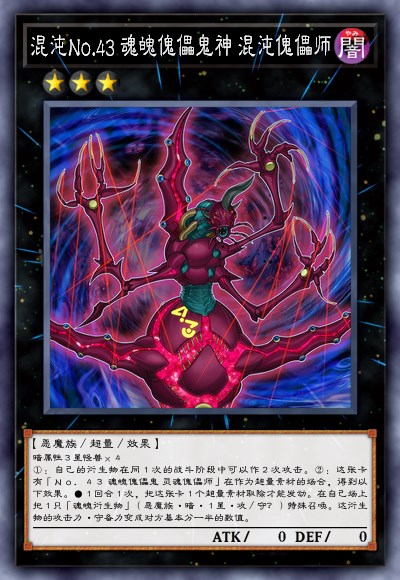 混沌No.43 魂魄傀儡鬼神 混沌傀儡师
闇
やみ
43
【恶魔族／超量／效果】
暗属性3星怪兽×4
①：自己的衍生物在同1次的战斗阶段中可以作2次攻击。②：这张卡
有「No．43 魂魄傀儡鬼 灵魂傀儡师」在作为超量素材的场合，得到以
下效果。●1回合1次，把这张卡1个超量素材取除才能发动。在自己场上
把1只「魂魄衍生物」（恶魔族·暗·1星·攻／守？）特殊召唤。这衍生
物的攻击力·守备力变成对方基本分一半的数值。
ATK／ 0 DEF／ 0